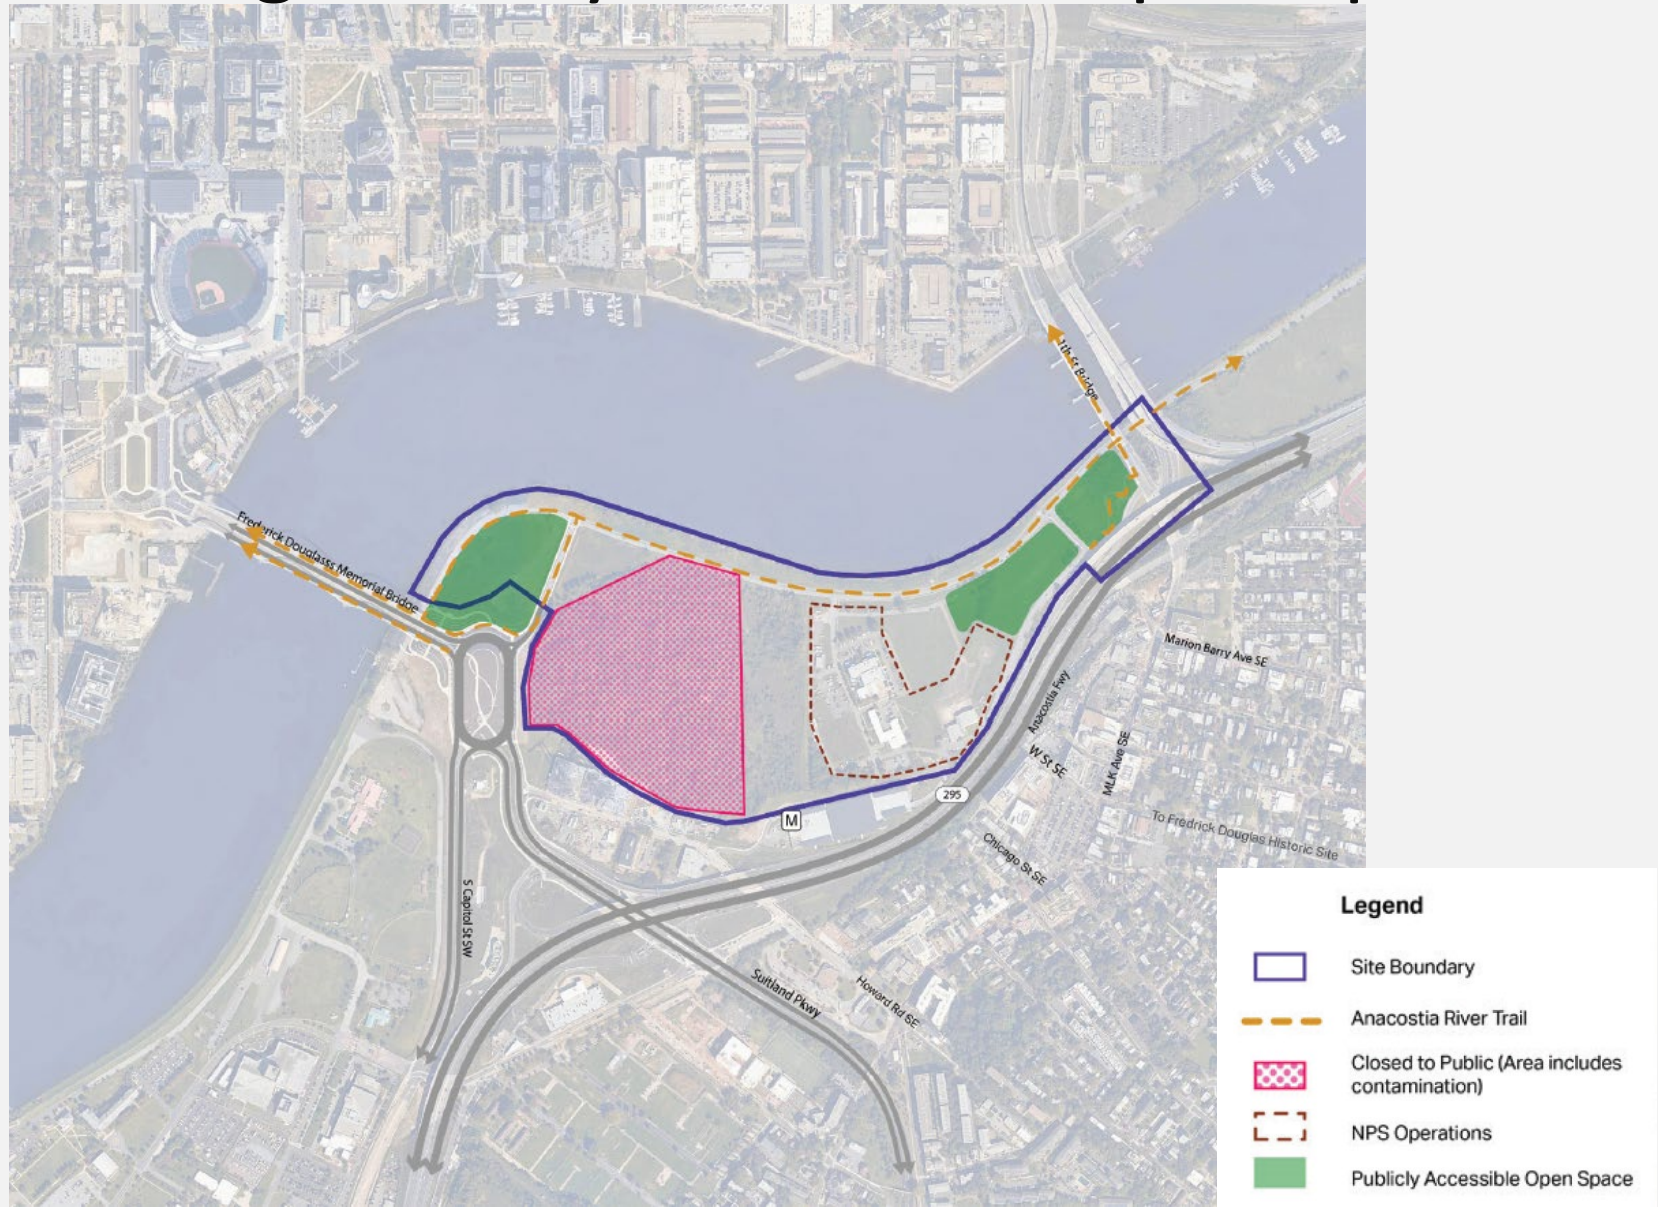 11th St Bridge
Frederick Douglasss Memorial Bridge
Marion Barry Ave SE
Anacostia Fwy
W St SE
MLK Ave SE
295
M
To Fredrick Douglas Historic Site
Chicago St SE
S Capitol St SW
Suitland Pkwy
Howard Rd SE
Legend
Site Boundary
Anacostia River Trail
Closed to Public (Area includes
contamination)
NPS Operations
Publicly Accessible Open Space